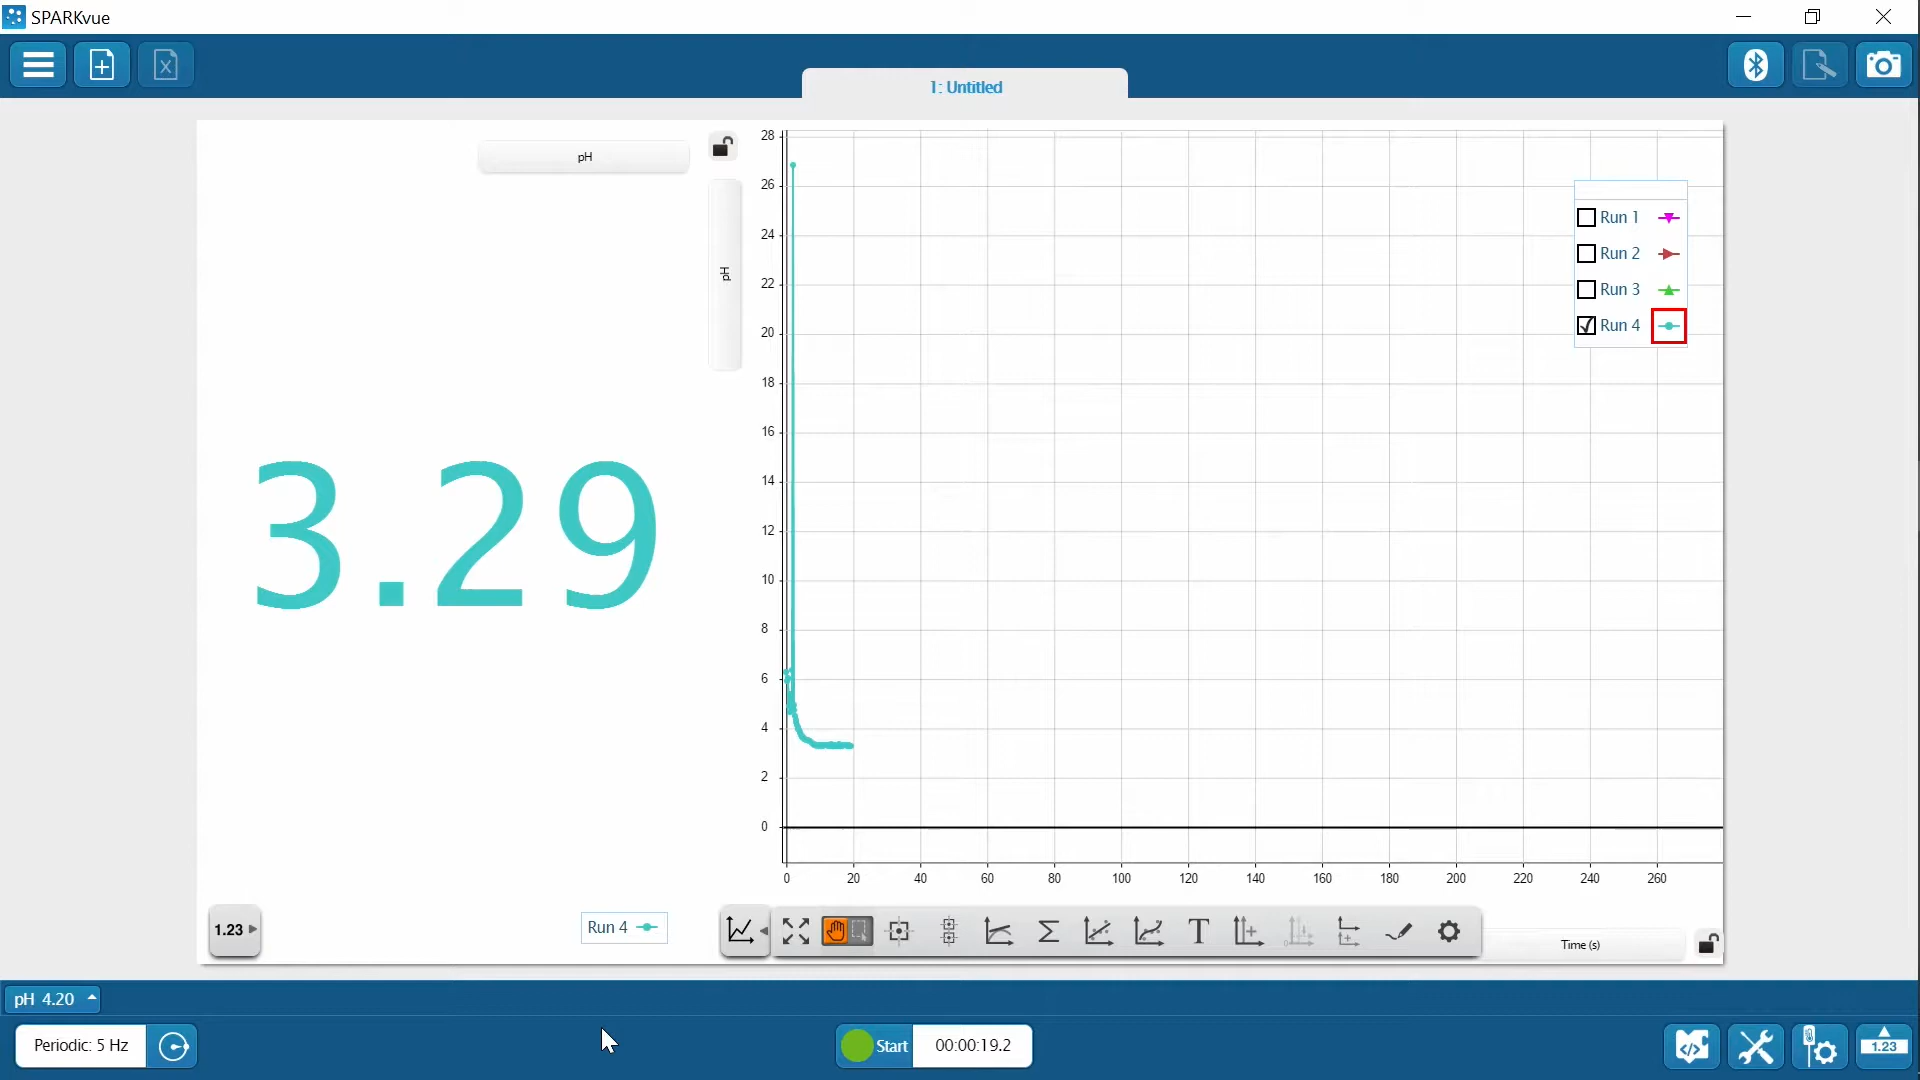 SPARKvue
1: Untitled
pH
pH
28
26
24
22
20
18
16
14
12
10
8
6
4
2
0
Run 1
Run 2
Run 3
Run 4
3.29
0 20 40 60 80 100 120 140 160 180 200 220 240 260
1.23
Run 4
Σ T
Time (s)
pH 4.20
Periodic: 5 Hz
Start 00:00:19.2
1.23